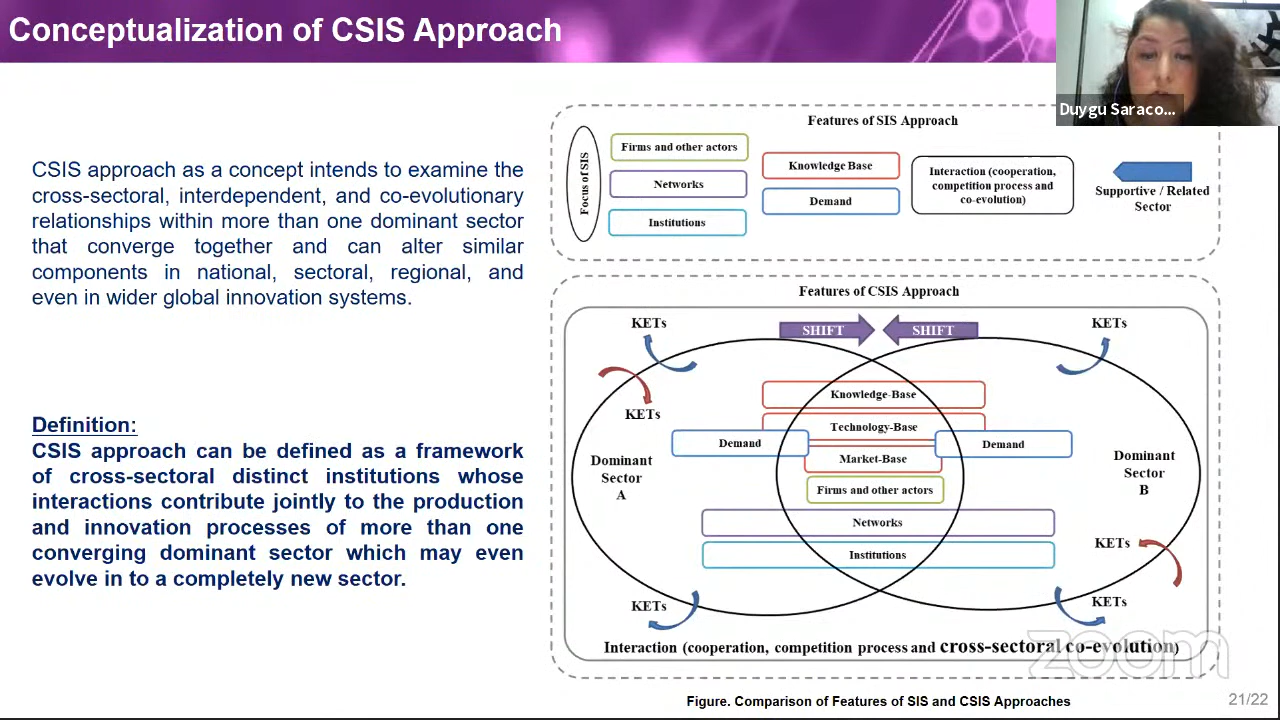 Conceptualization of CSIS Approach
Duygu Saraco...
CSIS approach as a concept intends to examine the
cross-sectoral, interdependent, and co-evolutionary
relationships within more than one dominant sector
that converge together and can alter similar
components in national, sectoral, regional, and
even in wider global innovation systems.
Definition:
CSIS approach can be defined as a framework
of cross-sectoral distinct institutions whose
interactions contribute jointly to the production
and innovation processes of more than one
converging dominant sector which may even
evolve in to a completely new sector.
Features of SIS Approach
Focus of SIS
Firms and other actors
Networks
Institutions
Knowledge Base
Demand
Interaction (cooperation,
competition process and
co-evolution)
Supportive / Related
Sector
Features of CSIS Approach
KETs
SHIFT
SHIFT
KETs
KETs
Knowledge-Base
Technology-Base
Demand
Demand
Market-Base
Dominant
Sector
A
Dominant
Sector
B
Firms and other actors
Networks
Institutions
KETs
KETs
KETs
Interaction (cooperation, competition process and cross-sectoral co-evolution)
zoom
Figure. Comparison of Features of SIS and CSIS Approaches
21/22